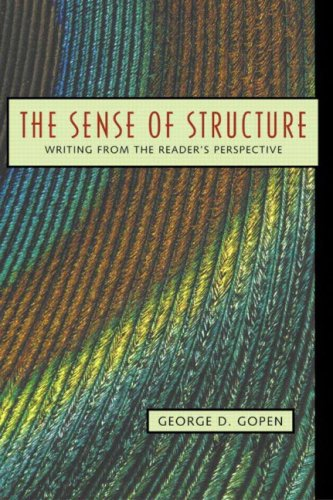 THE SENSE OF STRUCTURE
WRITING FROM THE READER'S PERSPECTIVE
GEORGE D. GOPEN